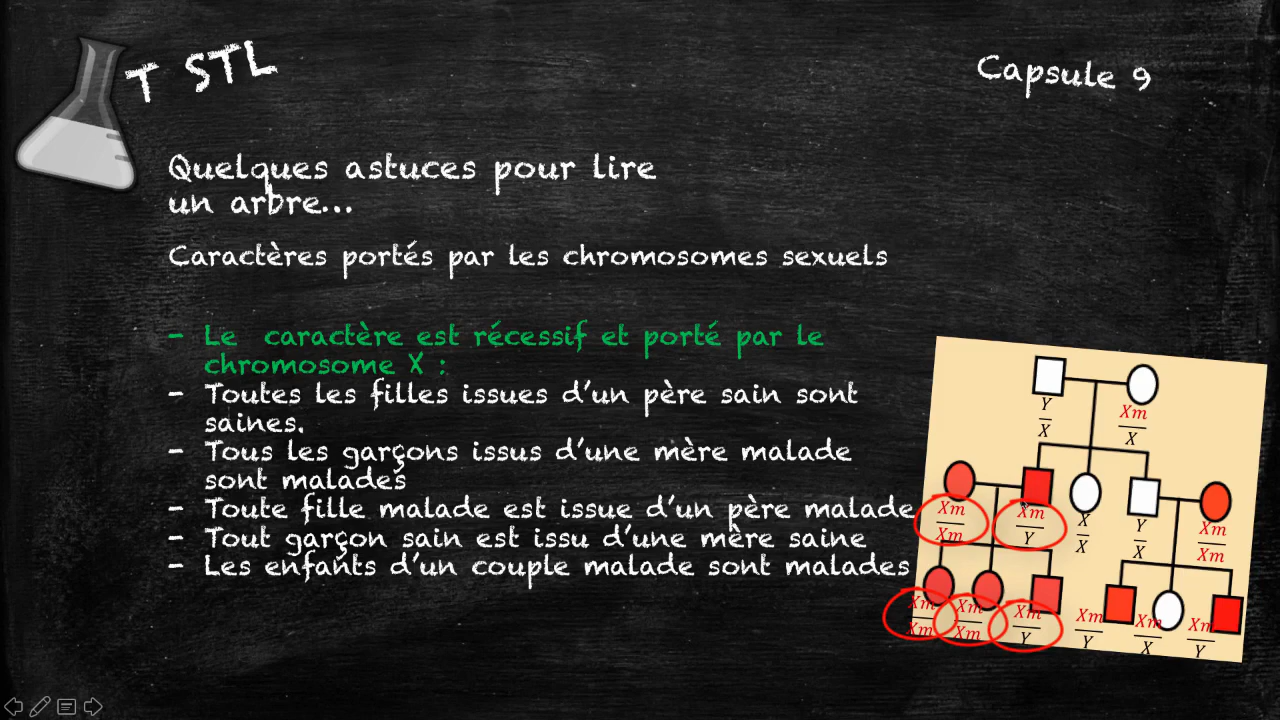 T STL
Capsule 9
Quelques astuces pour lire
un arbre...
Caractères portés par les chromosomes sexuels
- Le caractère est récessif et porté par le
chromosome X :
- Toutes les filles issues d'un père sain sont
saines.
- Tous les garçons issus d'une mère malade
sont malades
- Toute fille malade est issue d'un père malade
- Tout garçon sain est issu d'une mère saine
- Les enfants d'un couple malade sont malades
Y Xm
X X
Xm Xm X Y Xm
Xm Y X X Xm
Xm Xm Xm Xm Xm Xm
Xm Xm Y Y X Y